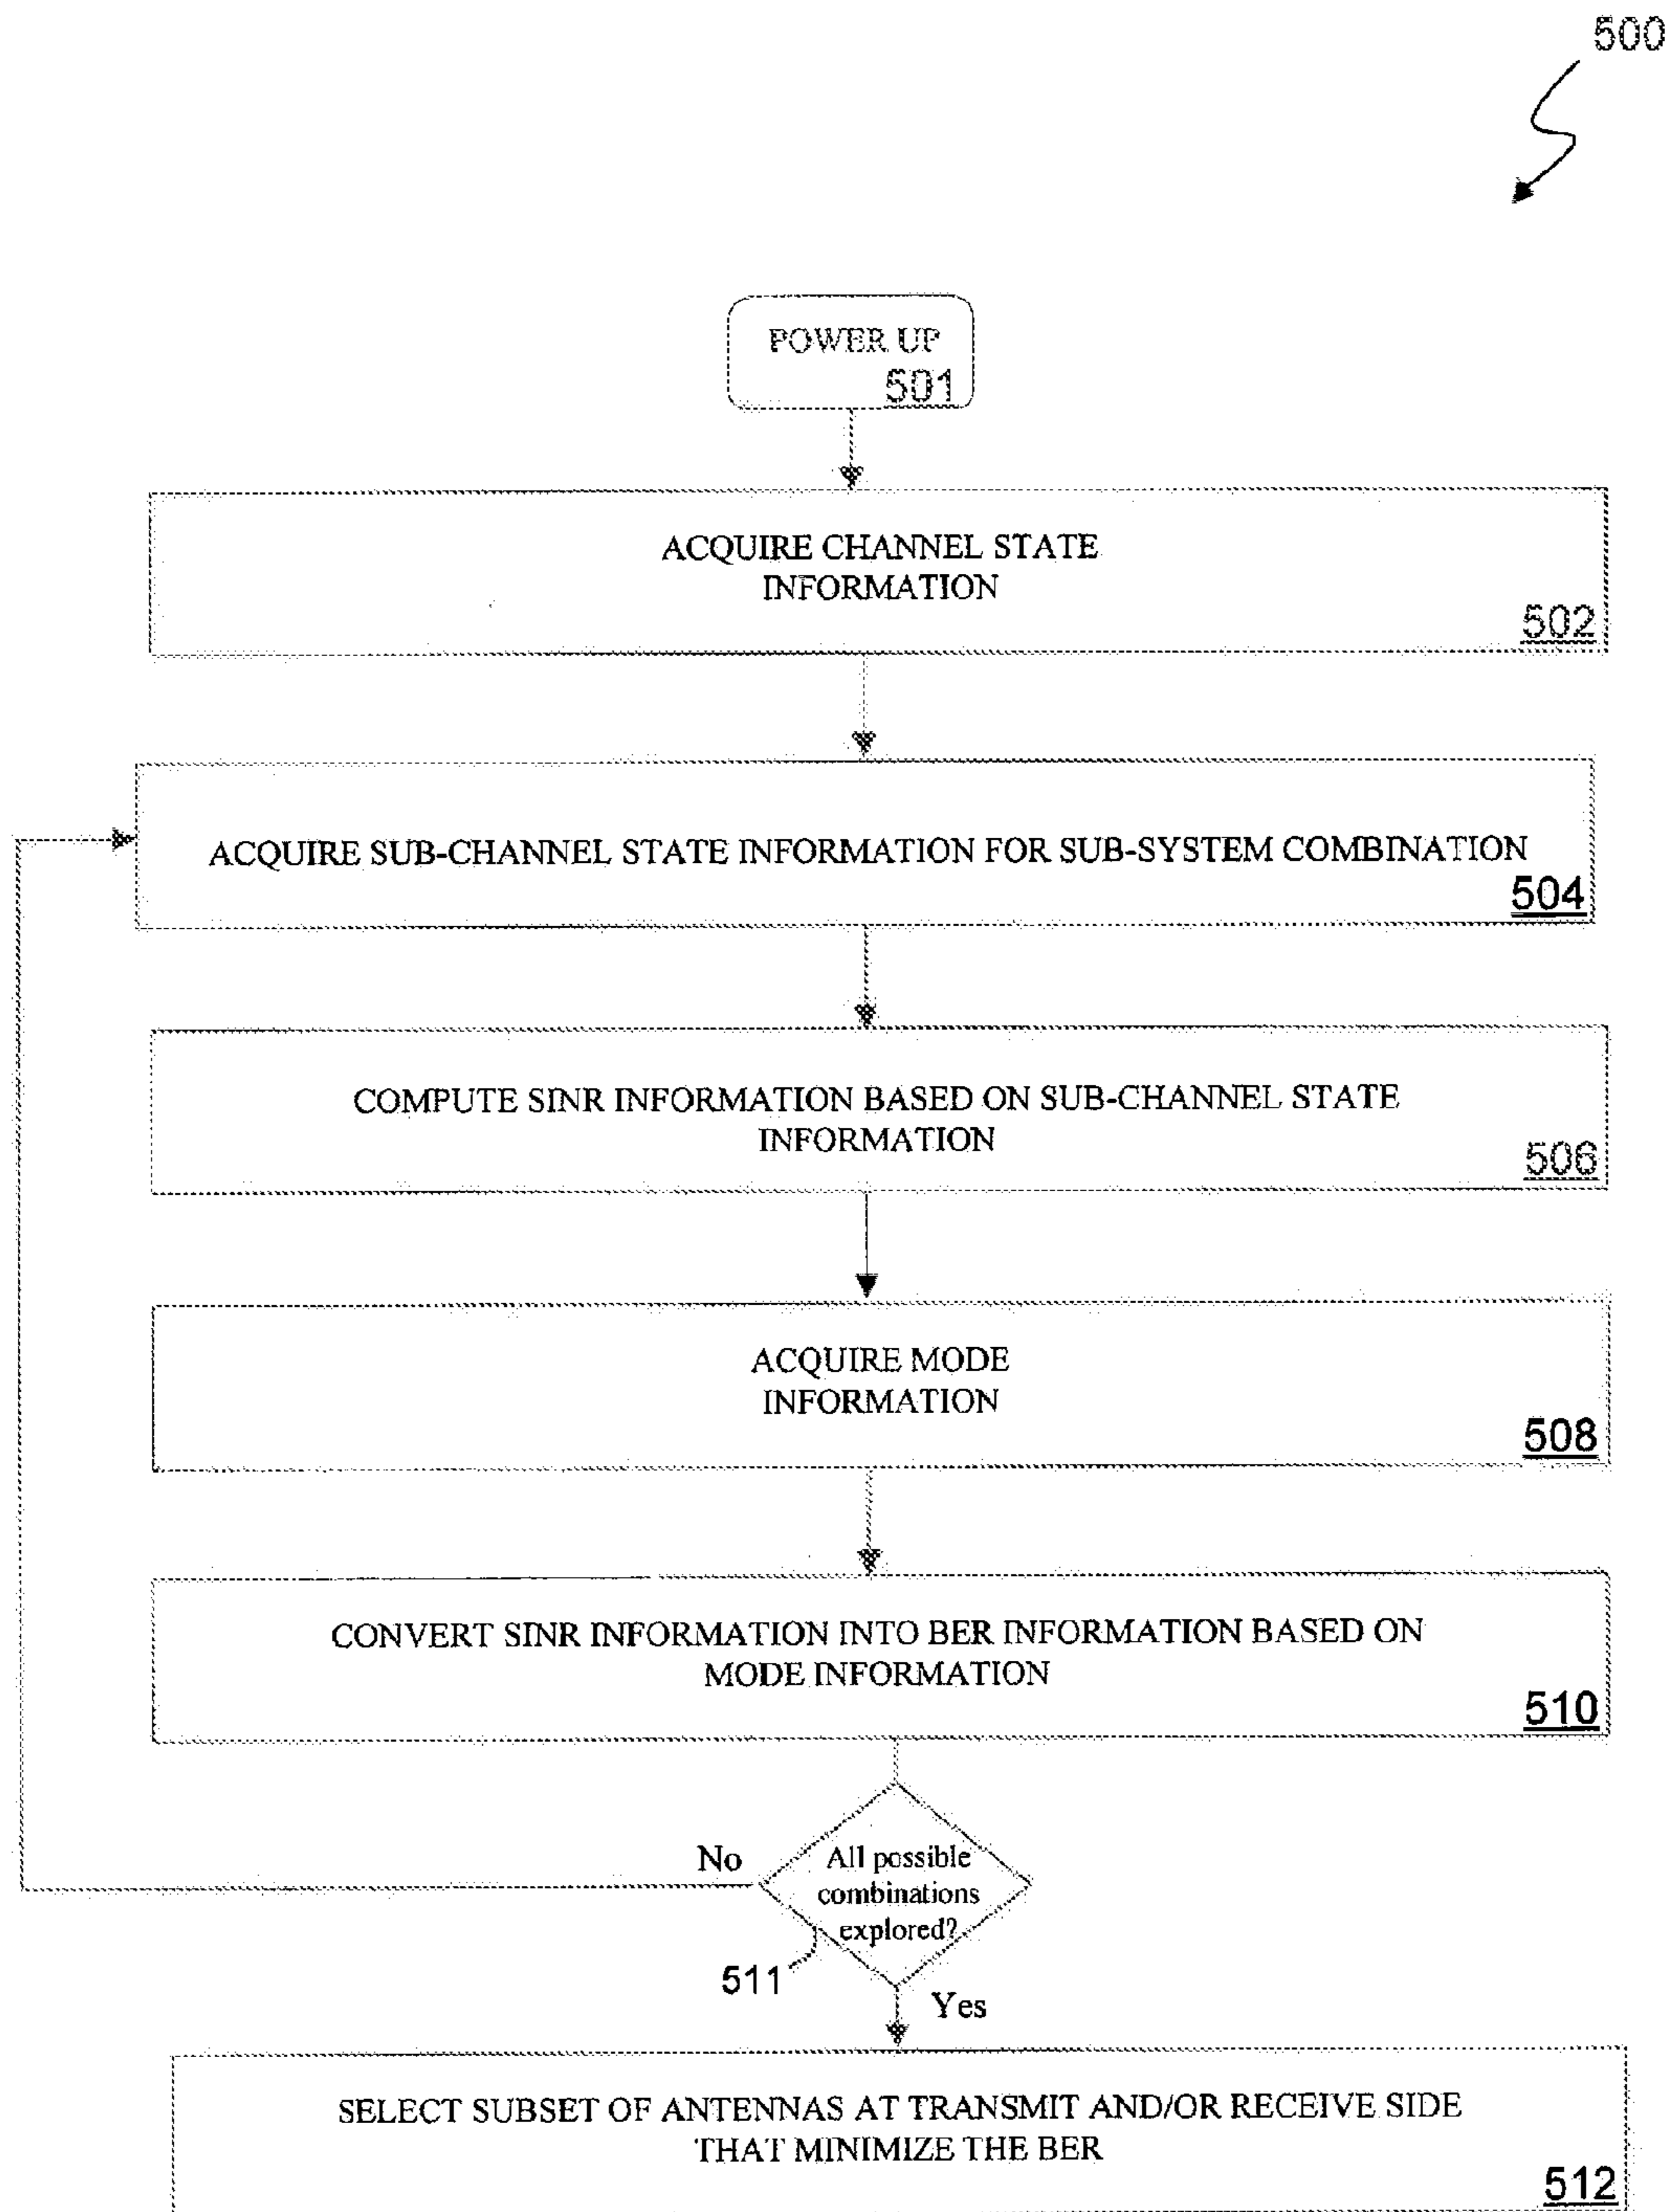 500
POWER UP
501
ACQUIRE CHANNEL STATE
INFORMATION
502
ACQUIRE SUB-CHANNEL STATE INFORMATION FOR SUB-SYSTEM COMBINATION
504
COMPUTE SINR INFORMATION BASED ON SUB-CHANNEL STATE
INFORMATION
506
ACQUIRE MODE
INFORMATION
508
CONVERT SINR INFORMATION INTO BER INFORMATION BASED ON
MODE INFORMATION
510
No
All possible
combinations
explored?
511
Yes
SELECT SUBSET OF ANTENNAS AT TRANSMIT AND/OR RECEIVE SIDE
THAT MINIMIZE THE BER
512